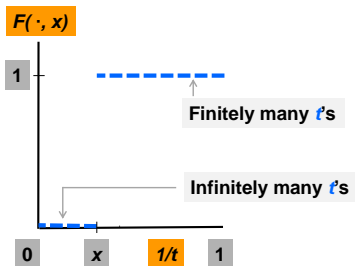 F( ·, x)
1
Finitely many t's
Infinitely many t's
0 x 1/t 1